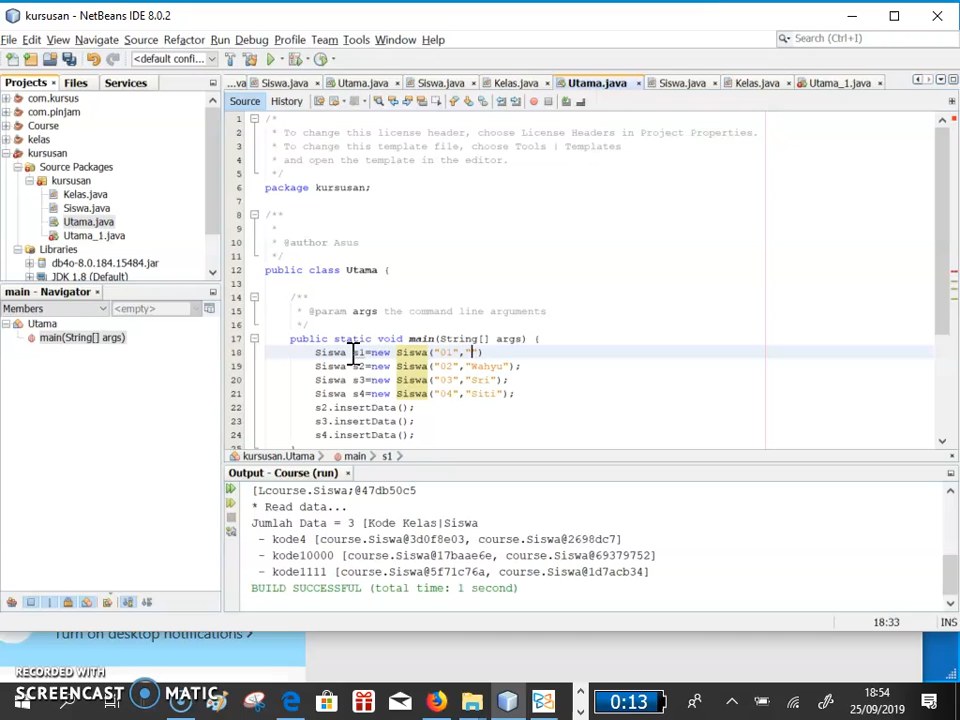 kursusan - NetBeans IDE 8.0.2
File Edit View Navigate Source Refactor Run Debug Profile Team Tools Window Help
Search (Ctrl+I)
<default confi...
Projects × Files Services
...va Siswa.java × Utama.java × Siswa.java × Kelas.java × Utama.java × Siswa.java × Kelas.java × Utama_1.java ×
Source History
com.kursus
com.pinjam
Course
kelas
kursusan
Source Packages
kursusan
Kelas.java
Siswa.java
Utama.java
Utama_1.java
Libraries
db4o-8.0.184.15484.jar
JDK 1.8 (Default)
main - Navigator ×
Members <empty>
Utama
main(String[] args)
1 /*
2 * To change this license header, choose License Headers in Project Properties.
3 * To change this template file, choose Tools | Templates
4 * and open the template in the editor.
5 */
6 package kursusan;
7
8 /**
9 *
10 * @author Asus
11 */
12 public class Utama {
13
14 /**
15 * @param args the command line arguments
16 */
17 public static void main(String[] args) {
18 Siswa s1=new Siswa("01","")
19 Siswa s2=new Siswa("02","Wahyu");
20 Siswa s3=new Siswa("03","Sri");
21 Siswa s4=new Siswa("04","Siti");
22 s2.insertData();
23 s3.insertData();
24 s4.insertData();
25 }
kursusan.Utama main s1
Output - Course (run) ×
[Lcourse.Siswa;@47db50c5
* Read data...
Jumlah Data = 3 [Kode Kelas|Siswa
- kode4 [course.Siswa@3d0f8e03, course.Siswa@2698dc7]
- kode10000 [course.Siswa@17baae6e, course.Siswa@69379752]
- kode1111 [course.Siswa@5f71c76a, course.Siswa@1d7acb34]
BUILD SUCCESSFUL (total time: 1 second)
18:33 INS
Turn on desktop notifications >
RECORDED WITH
SCREENCAST MATIC
0:13
18:54
25/09/2019